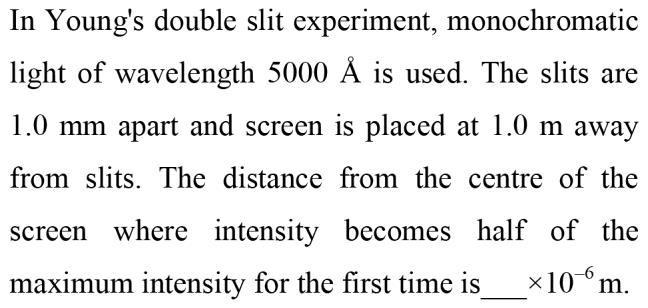 In Young's double slit experiment, monochromatic
light of wavelength 5000 Å is used. The slits are
1.0 mm apart and screen is placed at 1.0 m away
from slits. The distance from the centre of the
screen where intensity becomes half of the
maximum intensity for the first time is___×10⁻⁶ m.